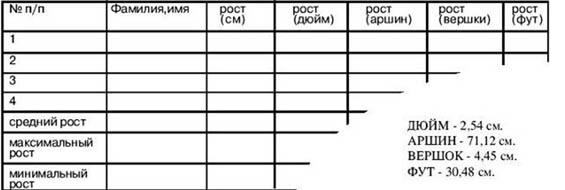 № п/п Фамилия,имя рост (см) рост (дюйм) рост (аршин) рост (вершки) рост (фут)
1
2
3
4
средний рост
максимальный рост
минимальный рост
ДЮЙМ - 2,54 см.
АРШИН - 71,12 см.
ВЕРШОК - 4,45 см.
ФУТ - 30,48 см.